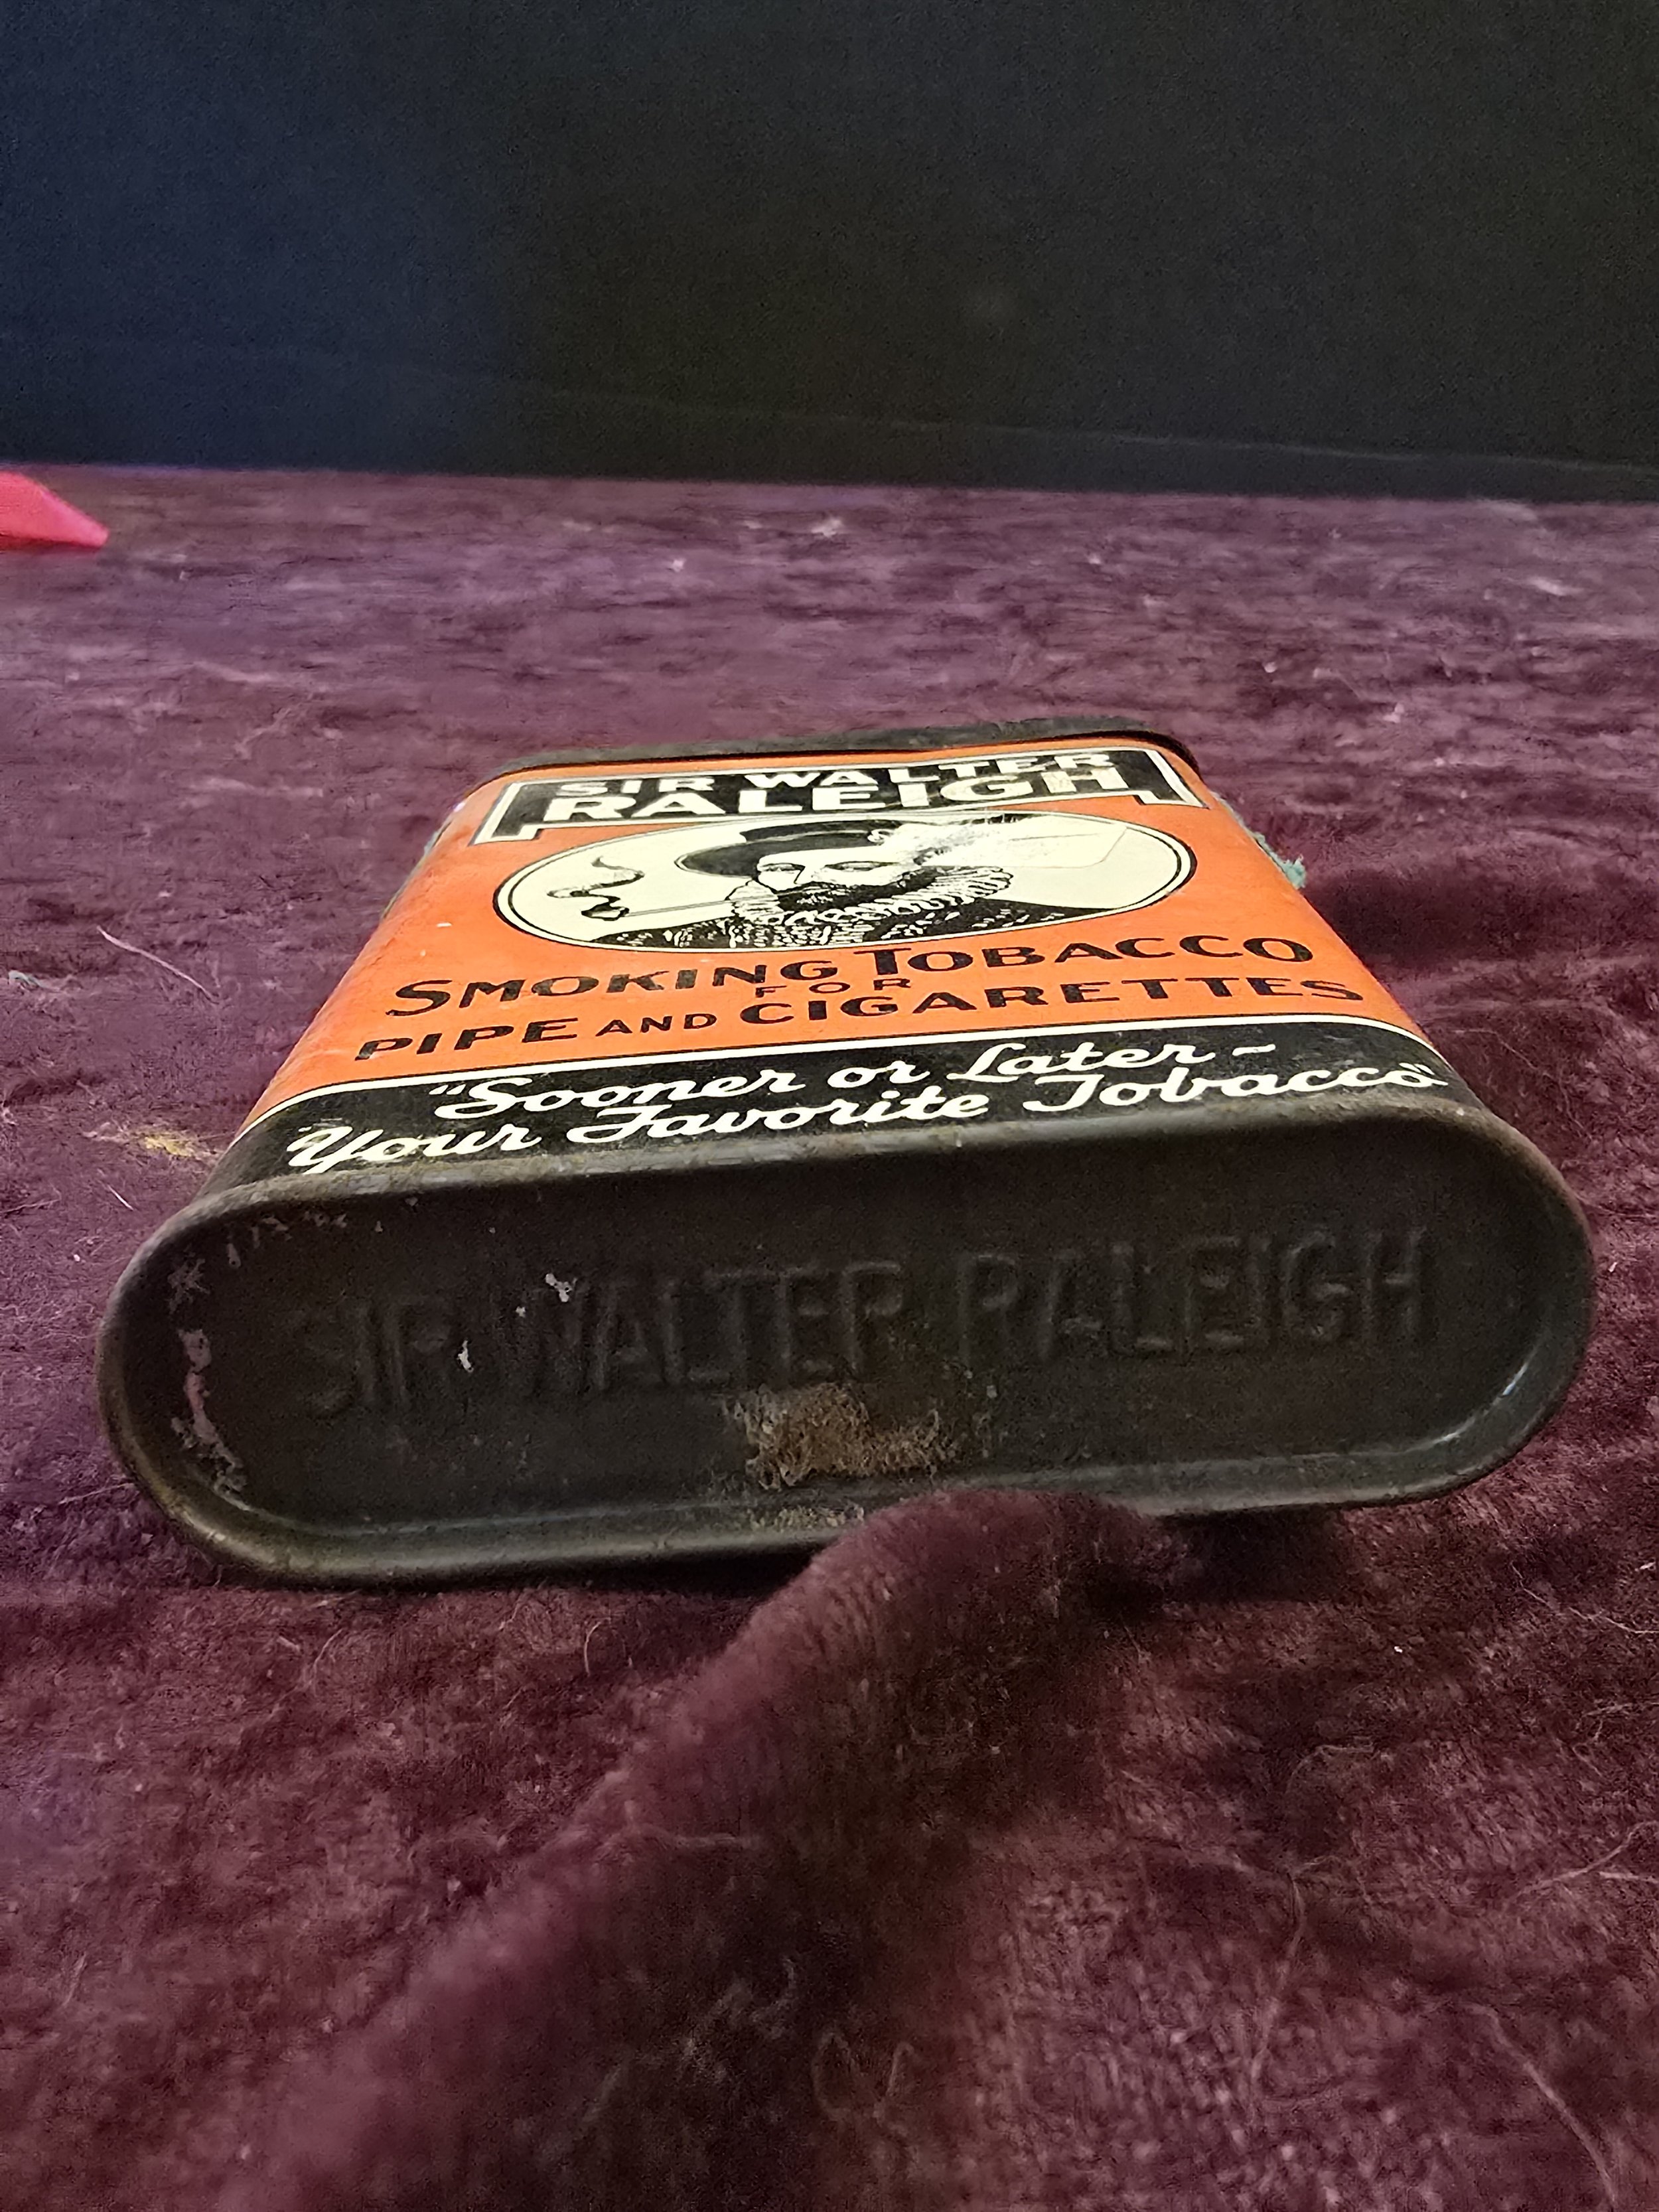 SIR WALTER
RALEIGH
SMOKING TOBACCO
FOR
PIPE AND CIGARETTES
"Sooner or Later-
Your Favorite Tobacco"
SIR WALTER RALEIGH